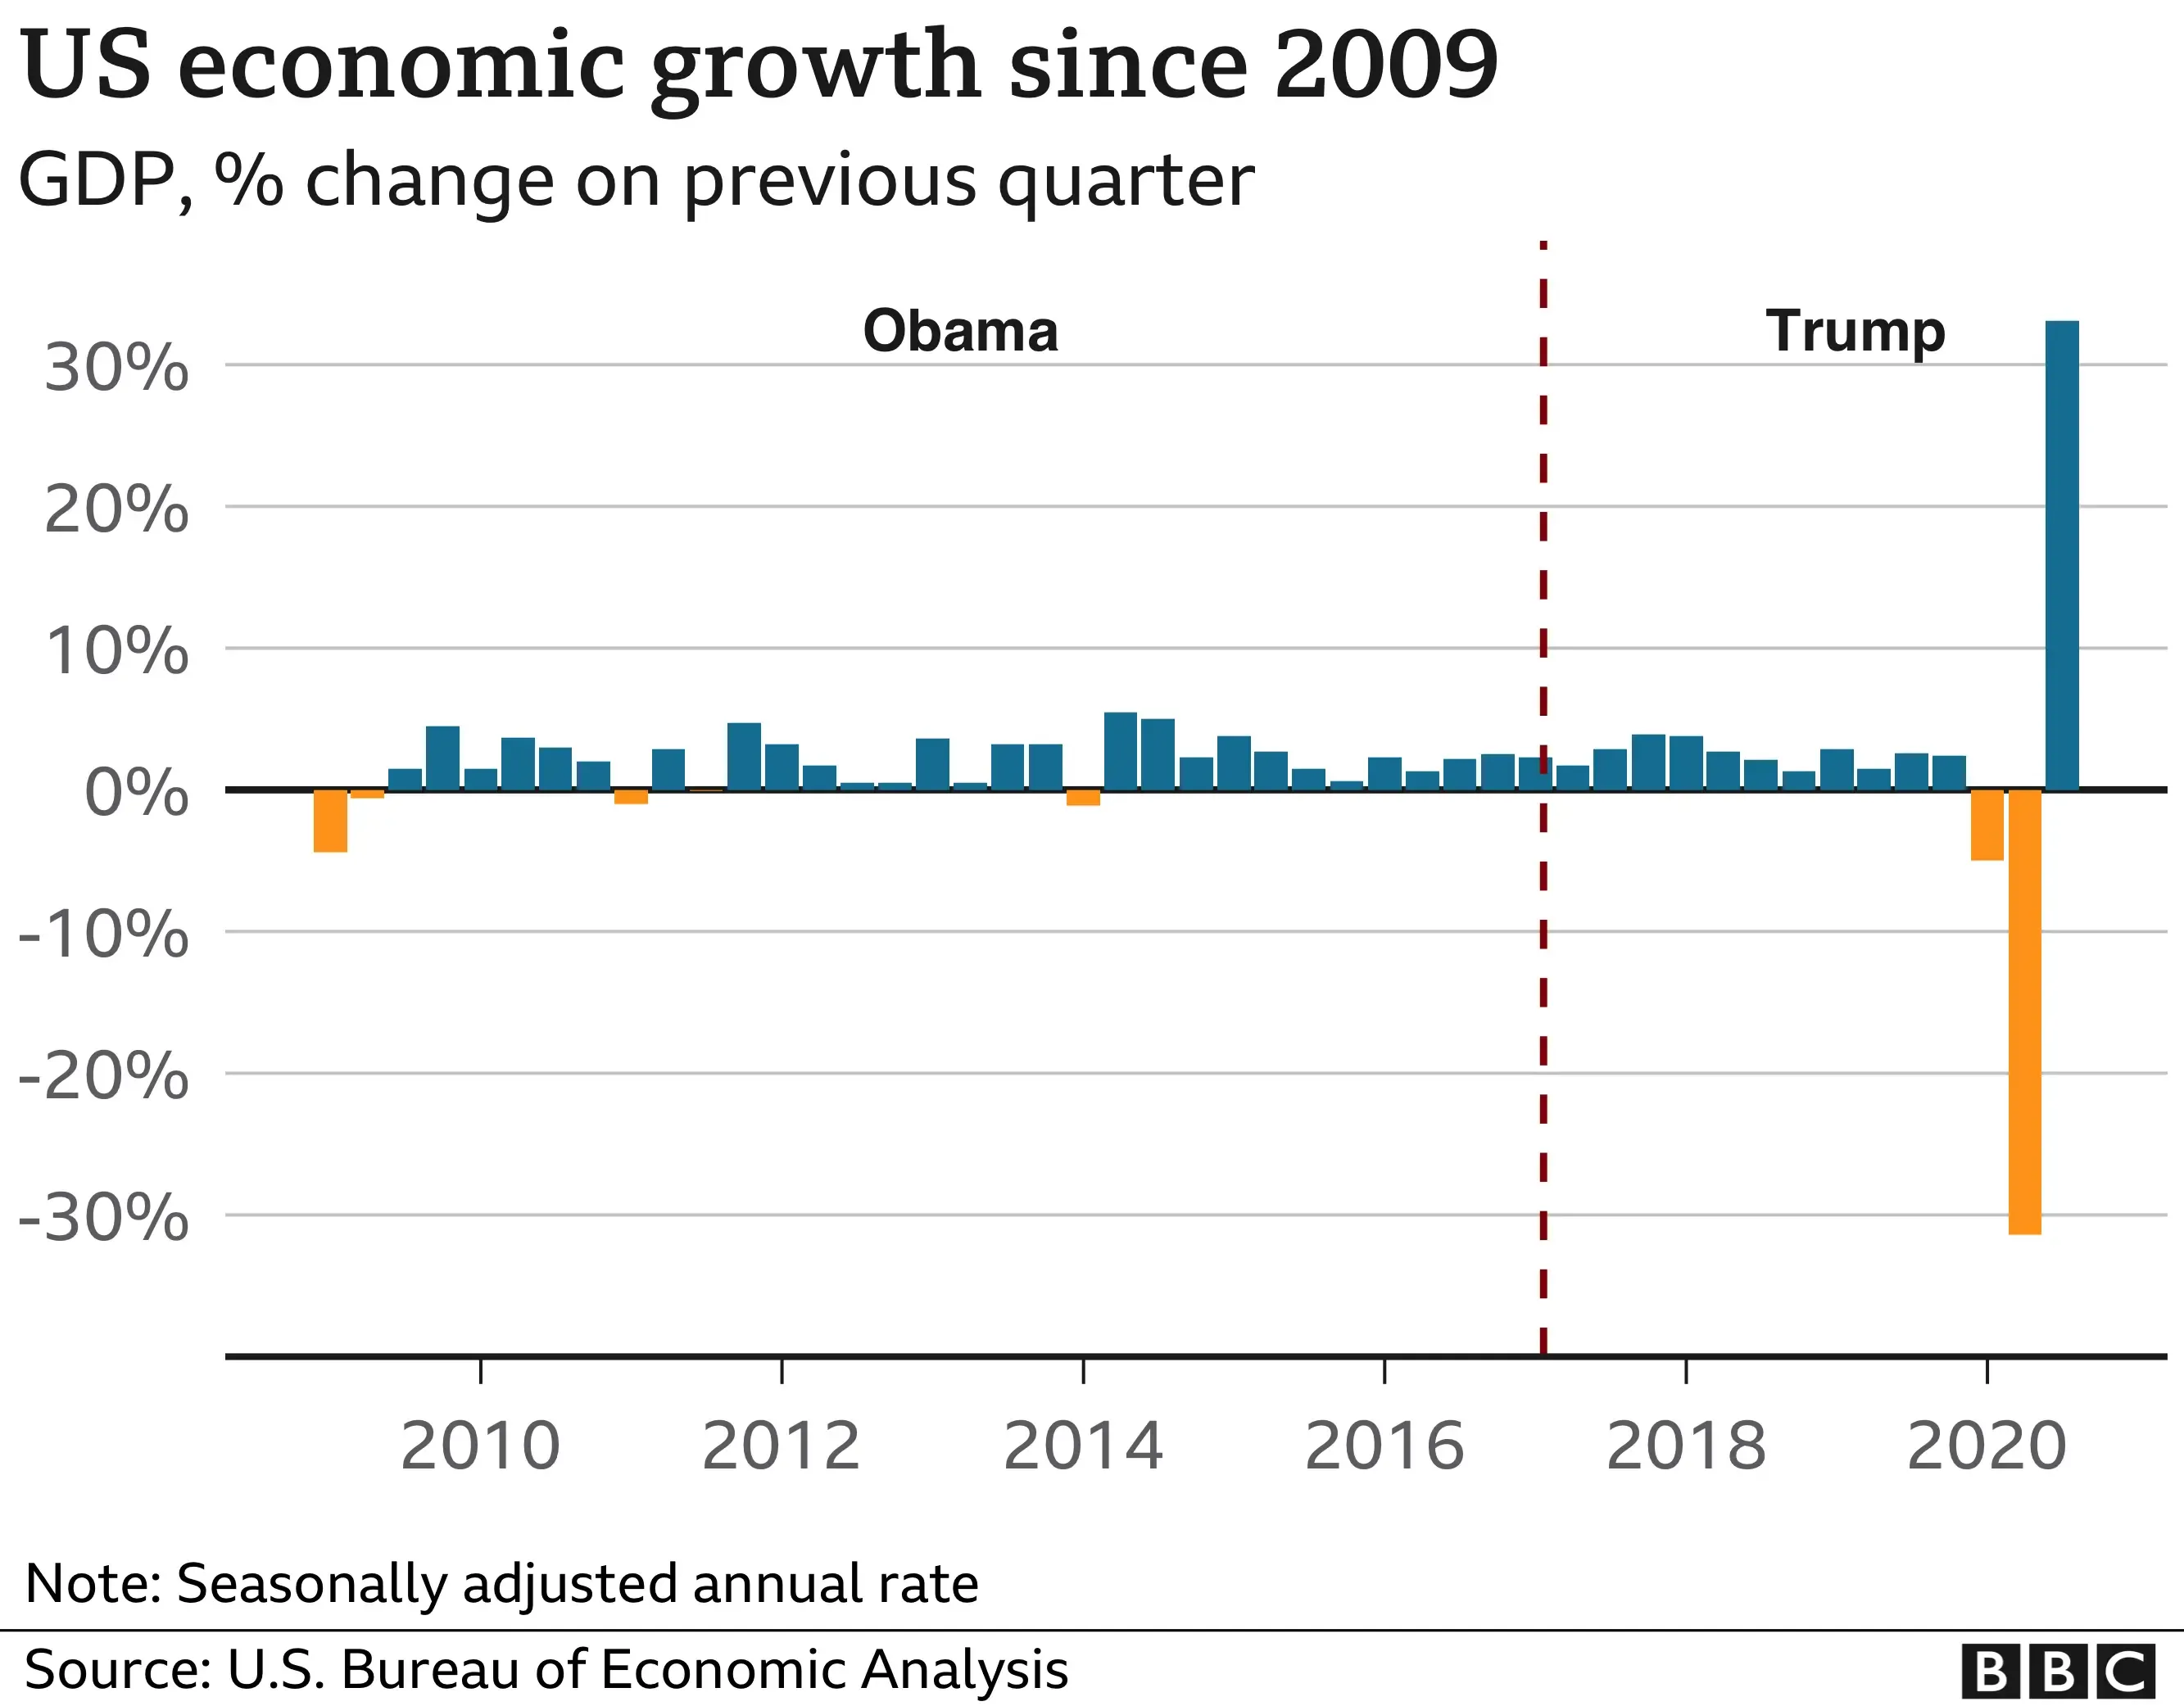 US economic growth since 2009
GDP, % change on previous quarter
Obama
Trump
30%
20%
10%
0%
-10%
-20%
-30%
2010 2012 2014 2016 2018 2020
Note: Seasonally adjusted annual rate
Source: U.S. Bureau of Economic Analysis
BBC